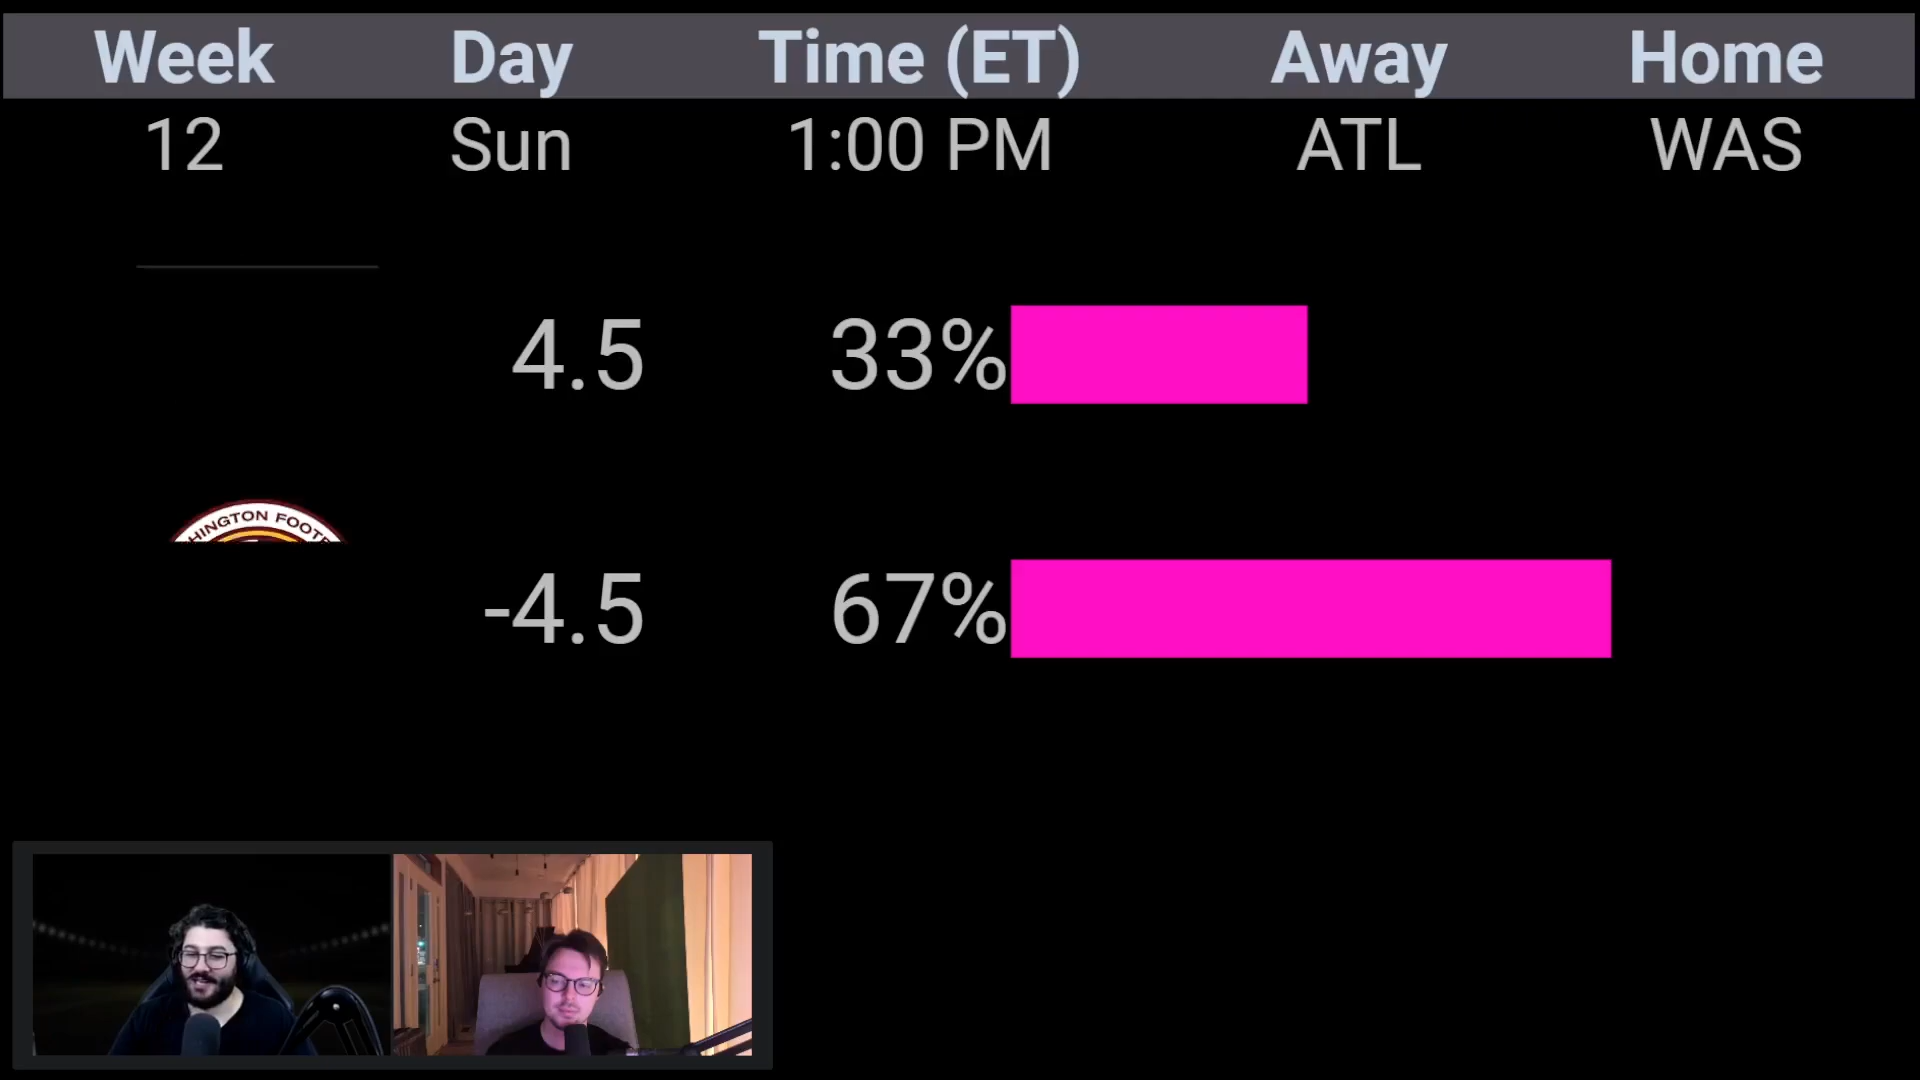 Week Day Time (ET) Away Home
12 Sun 1:00 PM ATL WAS
4.5 33%
HINGTON FOOT
-4.5 67%